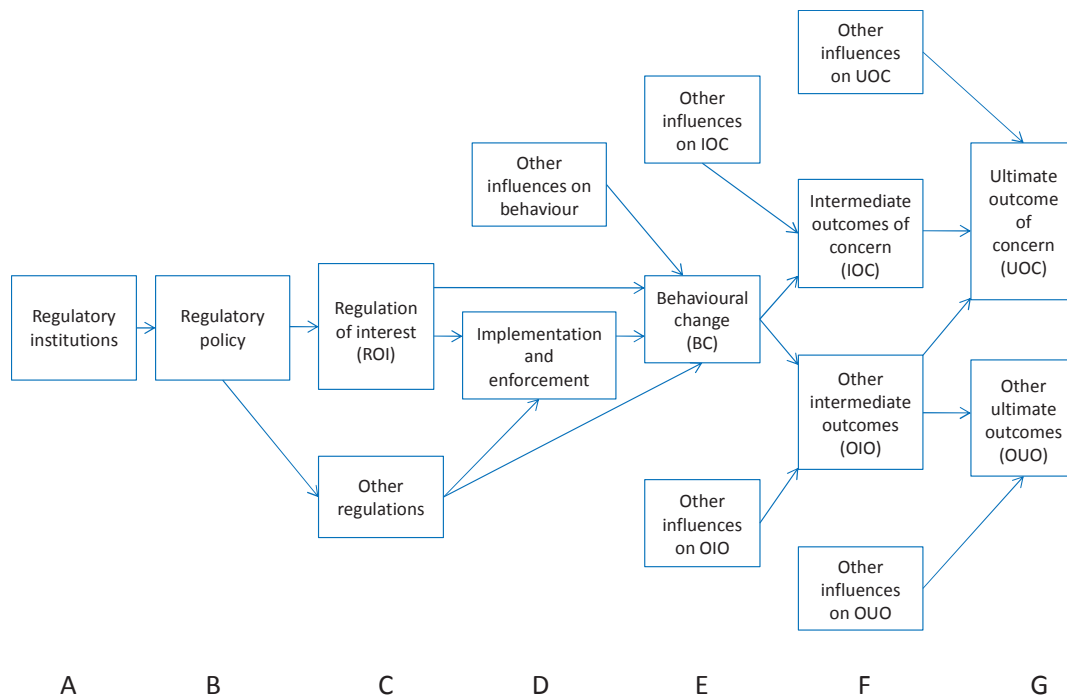 Other
influences
on UOC
Other
influences
on IOC
Other
influences on
behaviour
Intermediate
outcomes of
concern
(IOC)
Ultimate
outcome
of
concern
(UOC)
Regulatory
institutions
Regulatory
policy
Regulation
of interest
(ROI)
Implementation
and
enforcement
Behavioural
change
(BC)
Other
intermediate
outcomes
(OIO)
Other
ultimate
outcomes
(OUO)
Other
regulations
Other
influences
on OIO
Other
influences
on OUO
A B C D E F G